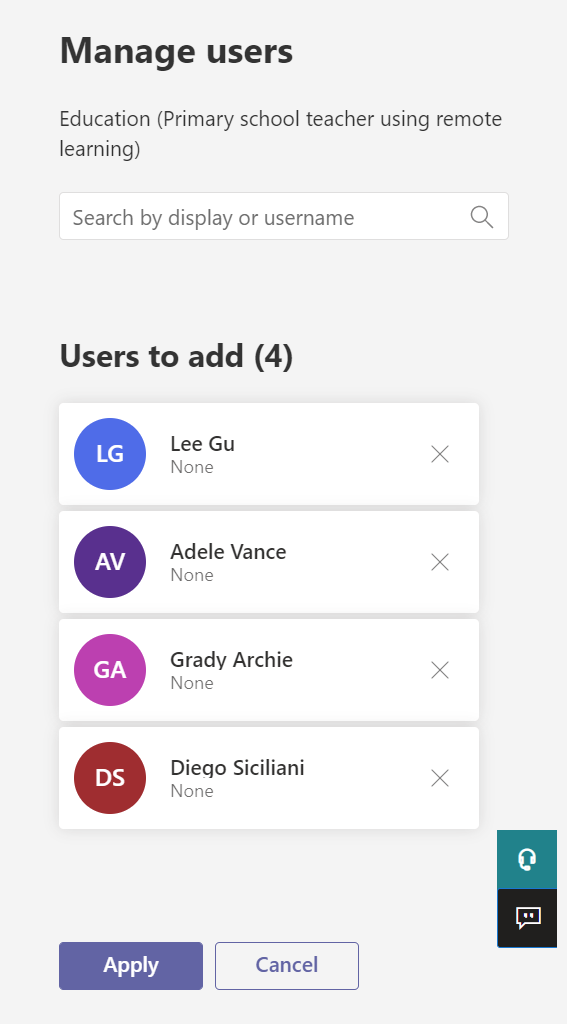 Manage users
Education (Primary school teacher using remote
learning)
Search by display or username
Users to add (4)
LG
Lee Gu
None
AV
Adele Vance
None
GA
Grady Archie
None
DS
Diego Siciliani
None
Apply
Cancel